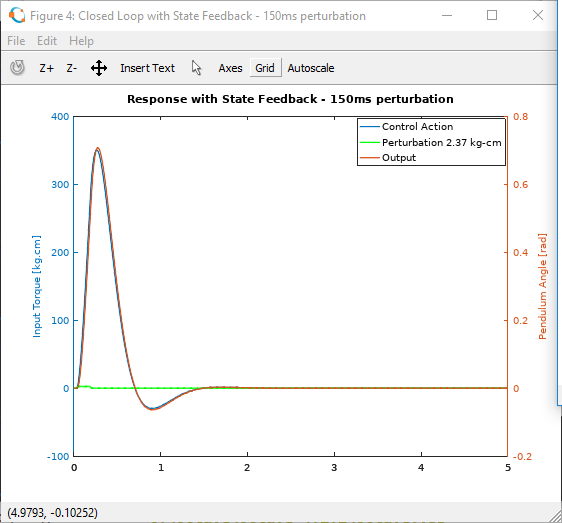 Figure 4: Closed Loop with State Feedback - 150ms perturbation
File Edit Help
Z+ Z- Insert Text Axes Grid Autoscale
Response with State Feedback - 150ms perturbation
Control Action
Perturbation 2.37 kg-cm
Output
400
300
200
100
0
-100
Input Torque [kg.cm]
0.8
0.6
0.4
0.2
0
-0.2
Pendulum Angle [rad]
0 1 2 3 4 5
(4.9793, -0.10252)